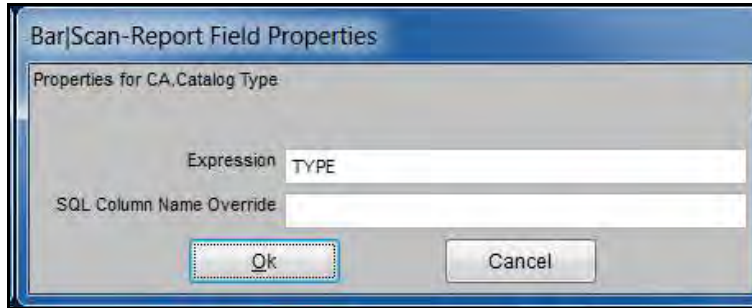 Bar|Scan-Report Field Properties
Properties for CA.Catalog Type
Expression TYPE
SQL Column Name Override
Ok Cancel